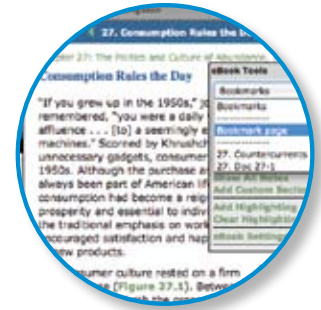 27. Consumption Rules the D
Chapter 27: The Politics and Culture of Abundance
Consumption Rules the Day
eBook Tools
Bookmarks
Bookmarks
Bookmark page
27. Countercurrents
27. Doc 27-1
Show All Notes
Add Custom Sectio
Add Highlighting
Clear Highlightin
eBook Settings
"If you grew up in the 1950s," jo
remembered, "you were a daily
affluence . . . [to] a seemingly e
machines." Scorned by Khrushch
unnecessary gadgets, consumer
1950s. Although the purchase a
always been part of American lif
consumption had become a reig
prosperity and essential to indiv
the traditional emphasis on work
encouraged satisfaction and hap
new products.
sumer culture rested on a firm
se (Figure 27.1). Betwe